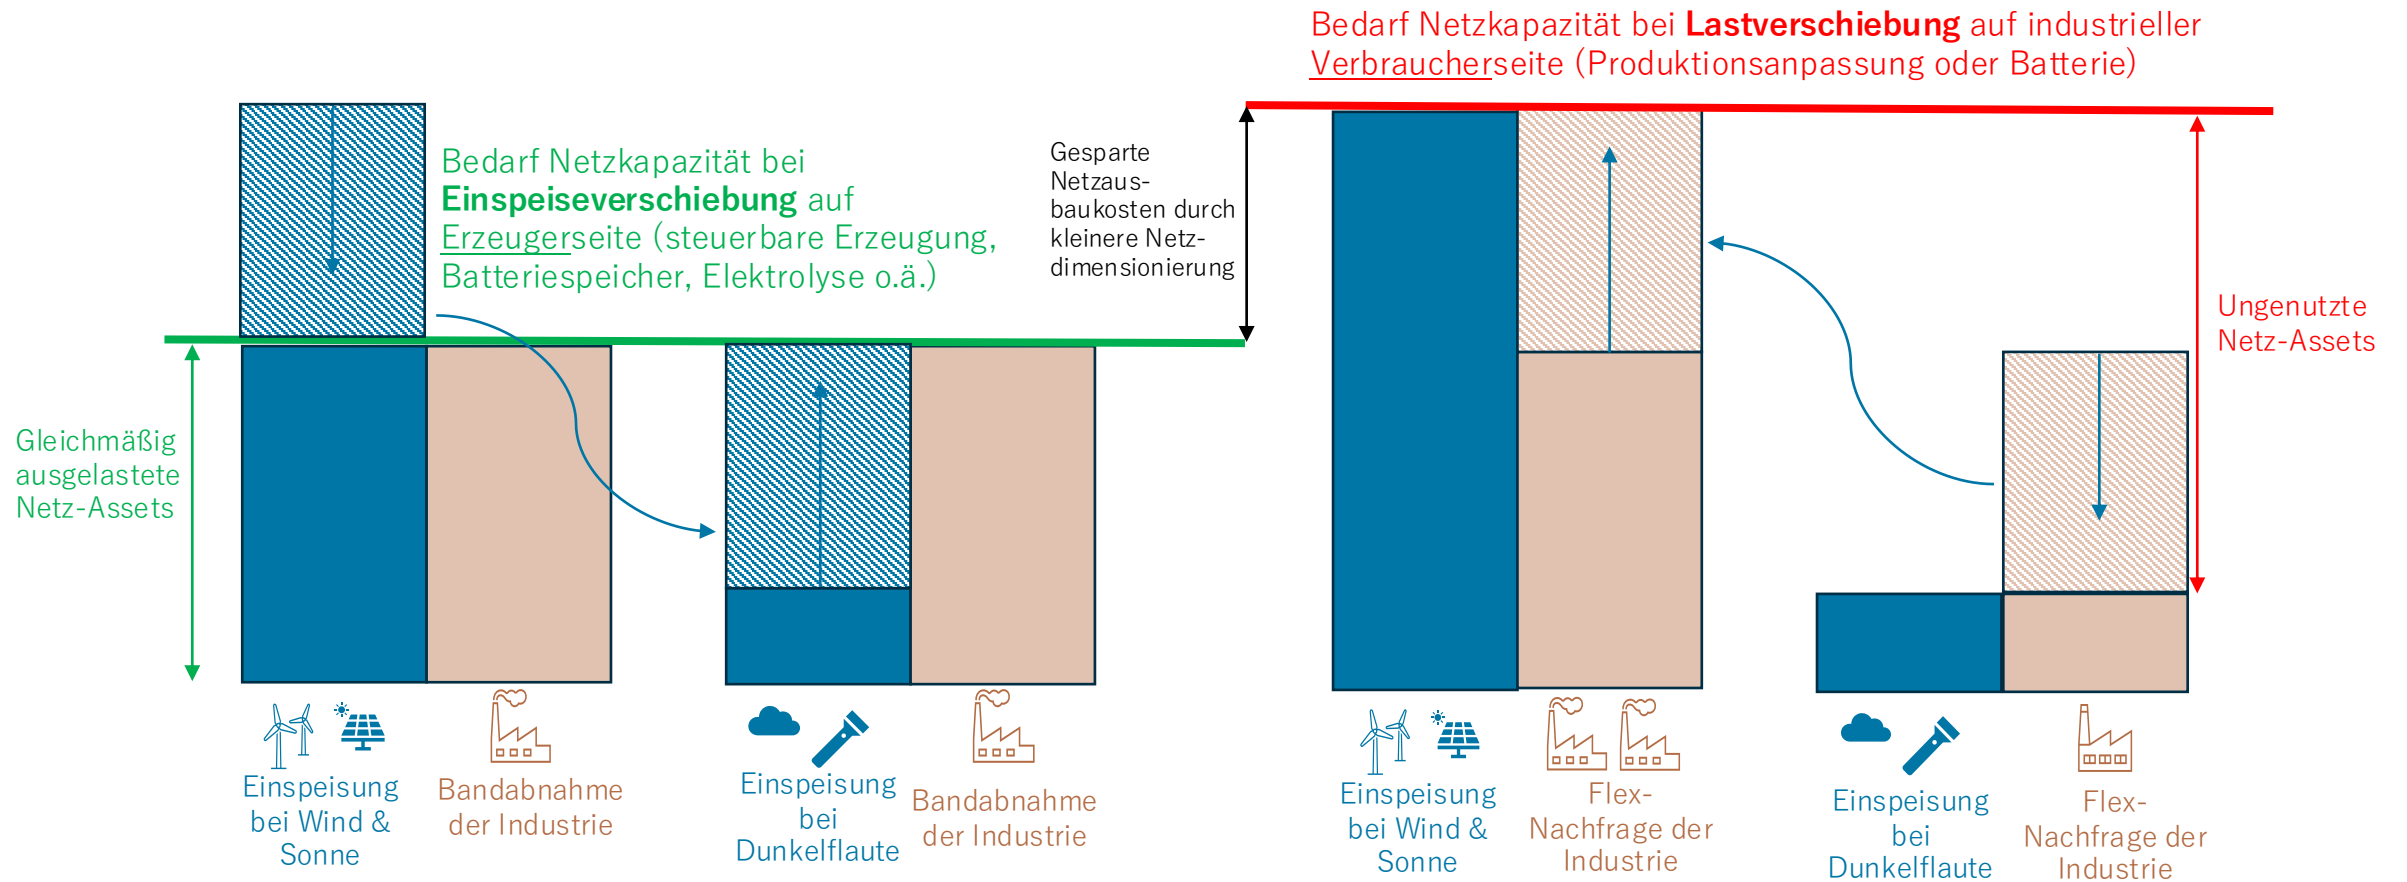 Bedarf Netzkapazität bei Lastverschiebung auf industrieller
Verbraucherseite (Produktionsanpassung oder Batterie)
Bedarf Netzkapazität bei
Einspeiseverschiebung auf
Erzeugerseite (steuerbare Erzeugung,
Batteriespeicher, Elektrolyse o.ä.)
Gesparte
Netzaus-
baukosten durch
kleinere Netz-
dimensionierung
Ungenutzte
Netz-Assets
Gleichmäßig
ausgelastete
Netz-Assets
Einspeisung
bei Wind &
Sonne
Bandabnahme
der Industrie
Einspeisung
bei
Dunkelflaute
Bandabnahme
der Industrie
Einspeisung
bei Wind &
Sonne
Flex-
Nachfrage der
Industrie
Einspeisung
bei
Dunkelflaute
Flex-
Nachfrage der
Industrie